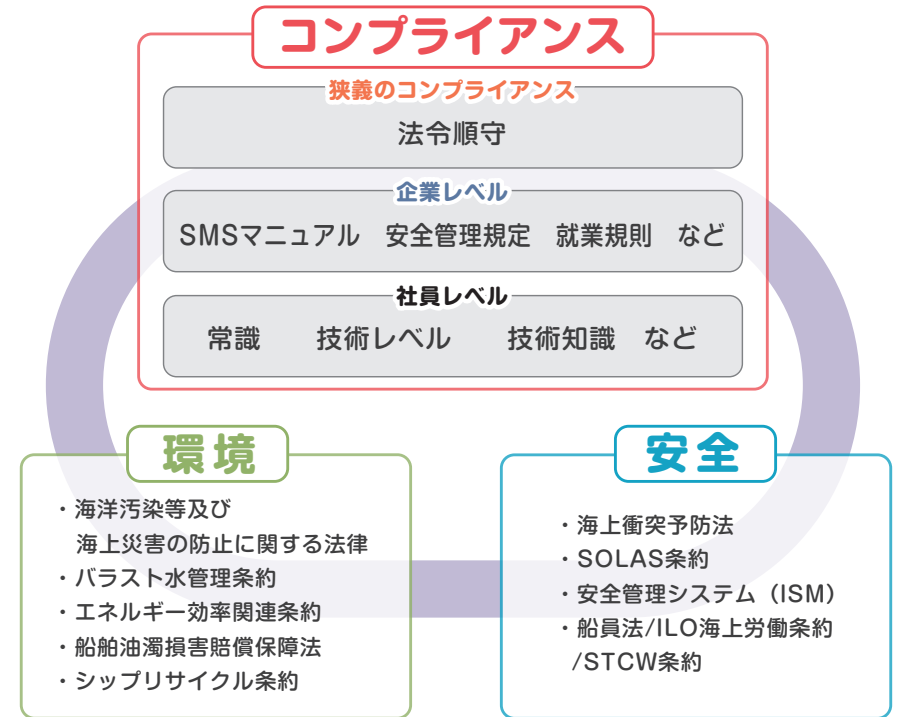 コンプライアンス
狭義のコンプライアンス
法令順守
企業レベル
SMSマニュアル 安全管理規定 就業規則 など
社員レベル
常識 技術レベル 技術知識 など
環境
・海洋汚染等及び
海上災害の防止に関する法律
・バラスト水管理条約
・エネルギー効率関連条約
・船舶油濁損害賠償保障法
・シップリサイクル条約
安全
・海上衝突予防法
・SOLAS条約
・安全管理システム（ISM）
・船員法/ILO海上労働条約
/STCW条約